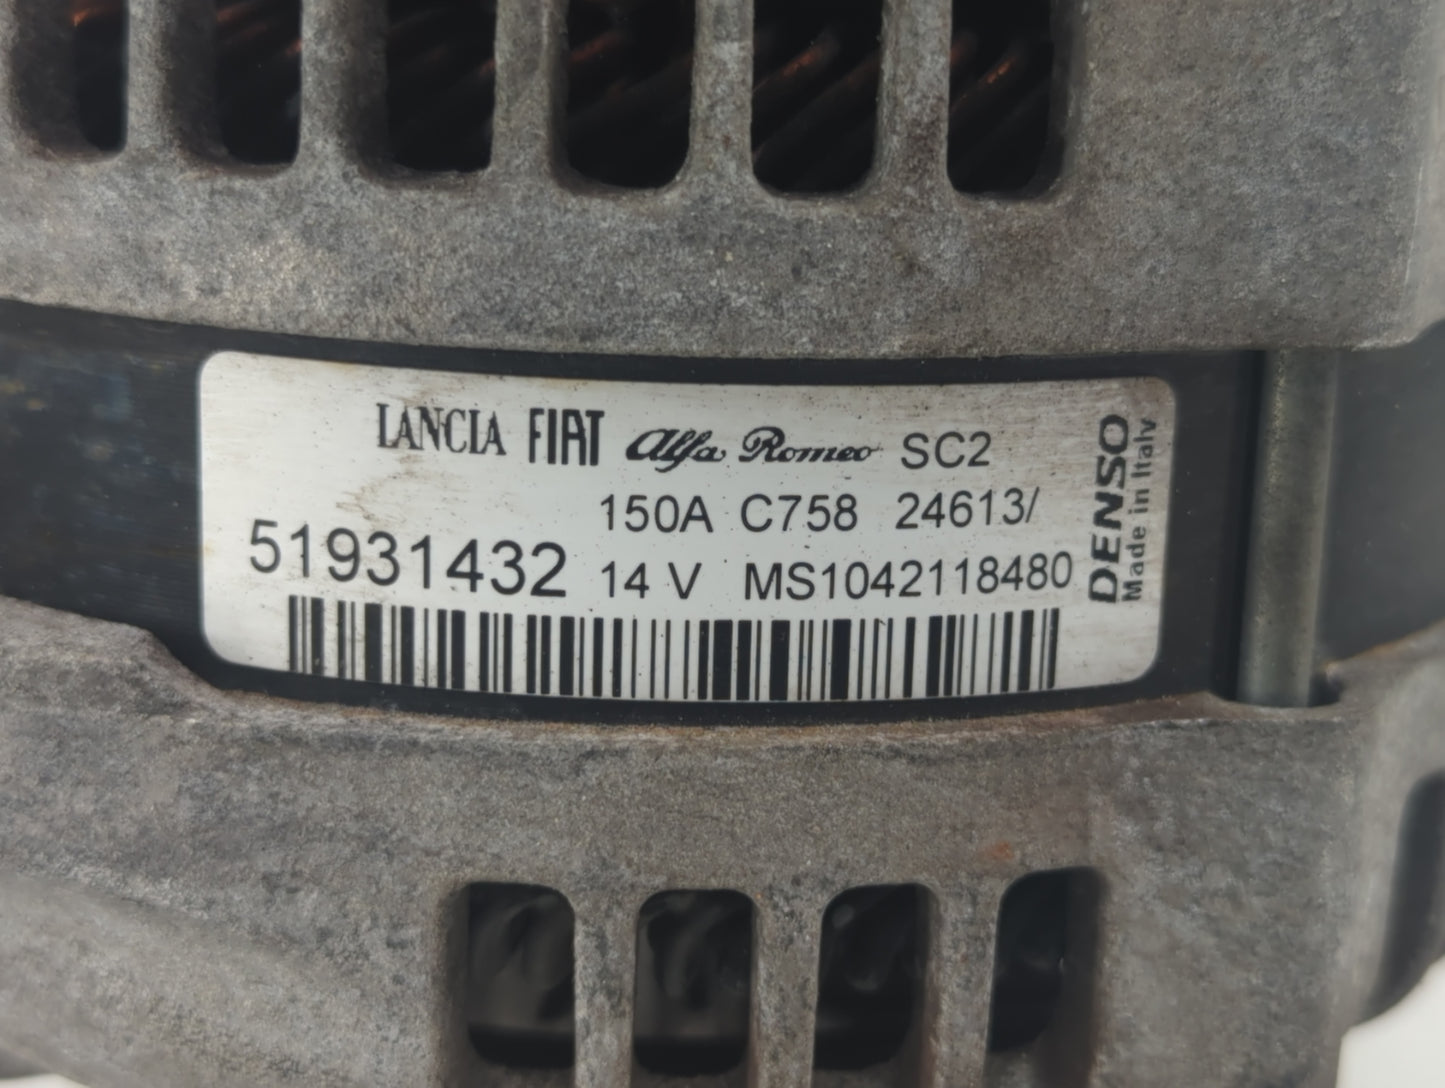 LANCIA FIAT Alfa Romeo SC2
150A C758 24613/
51931432 14 V MS1042118480
DENSO
Made in Italy